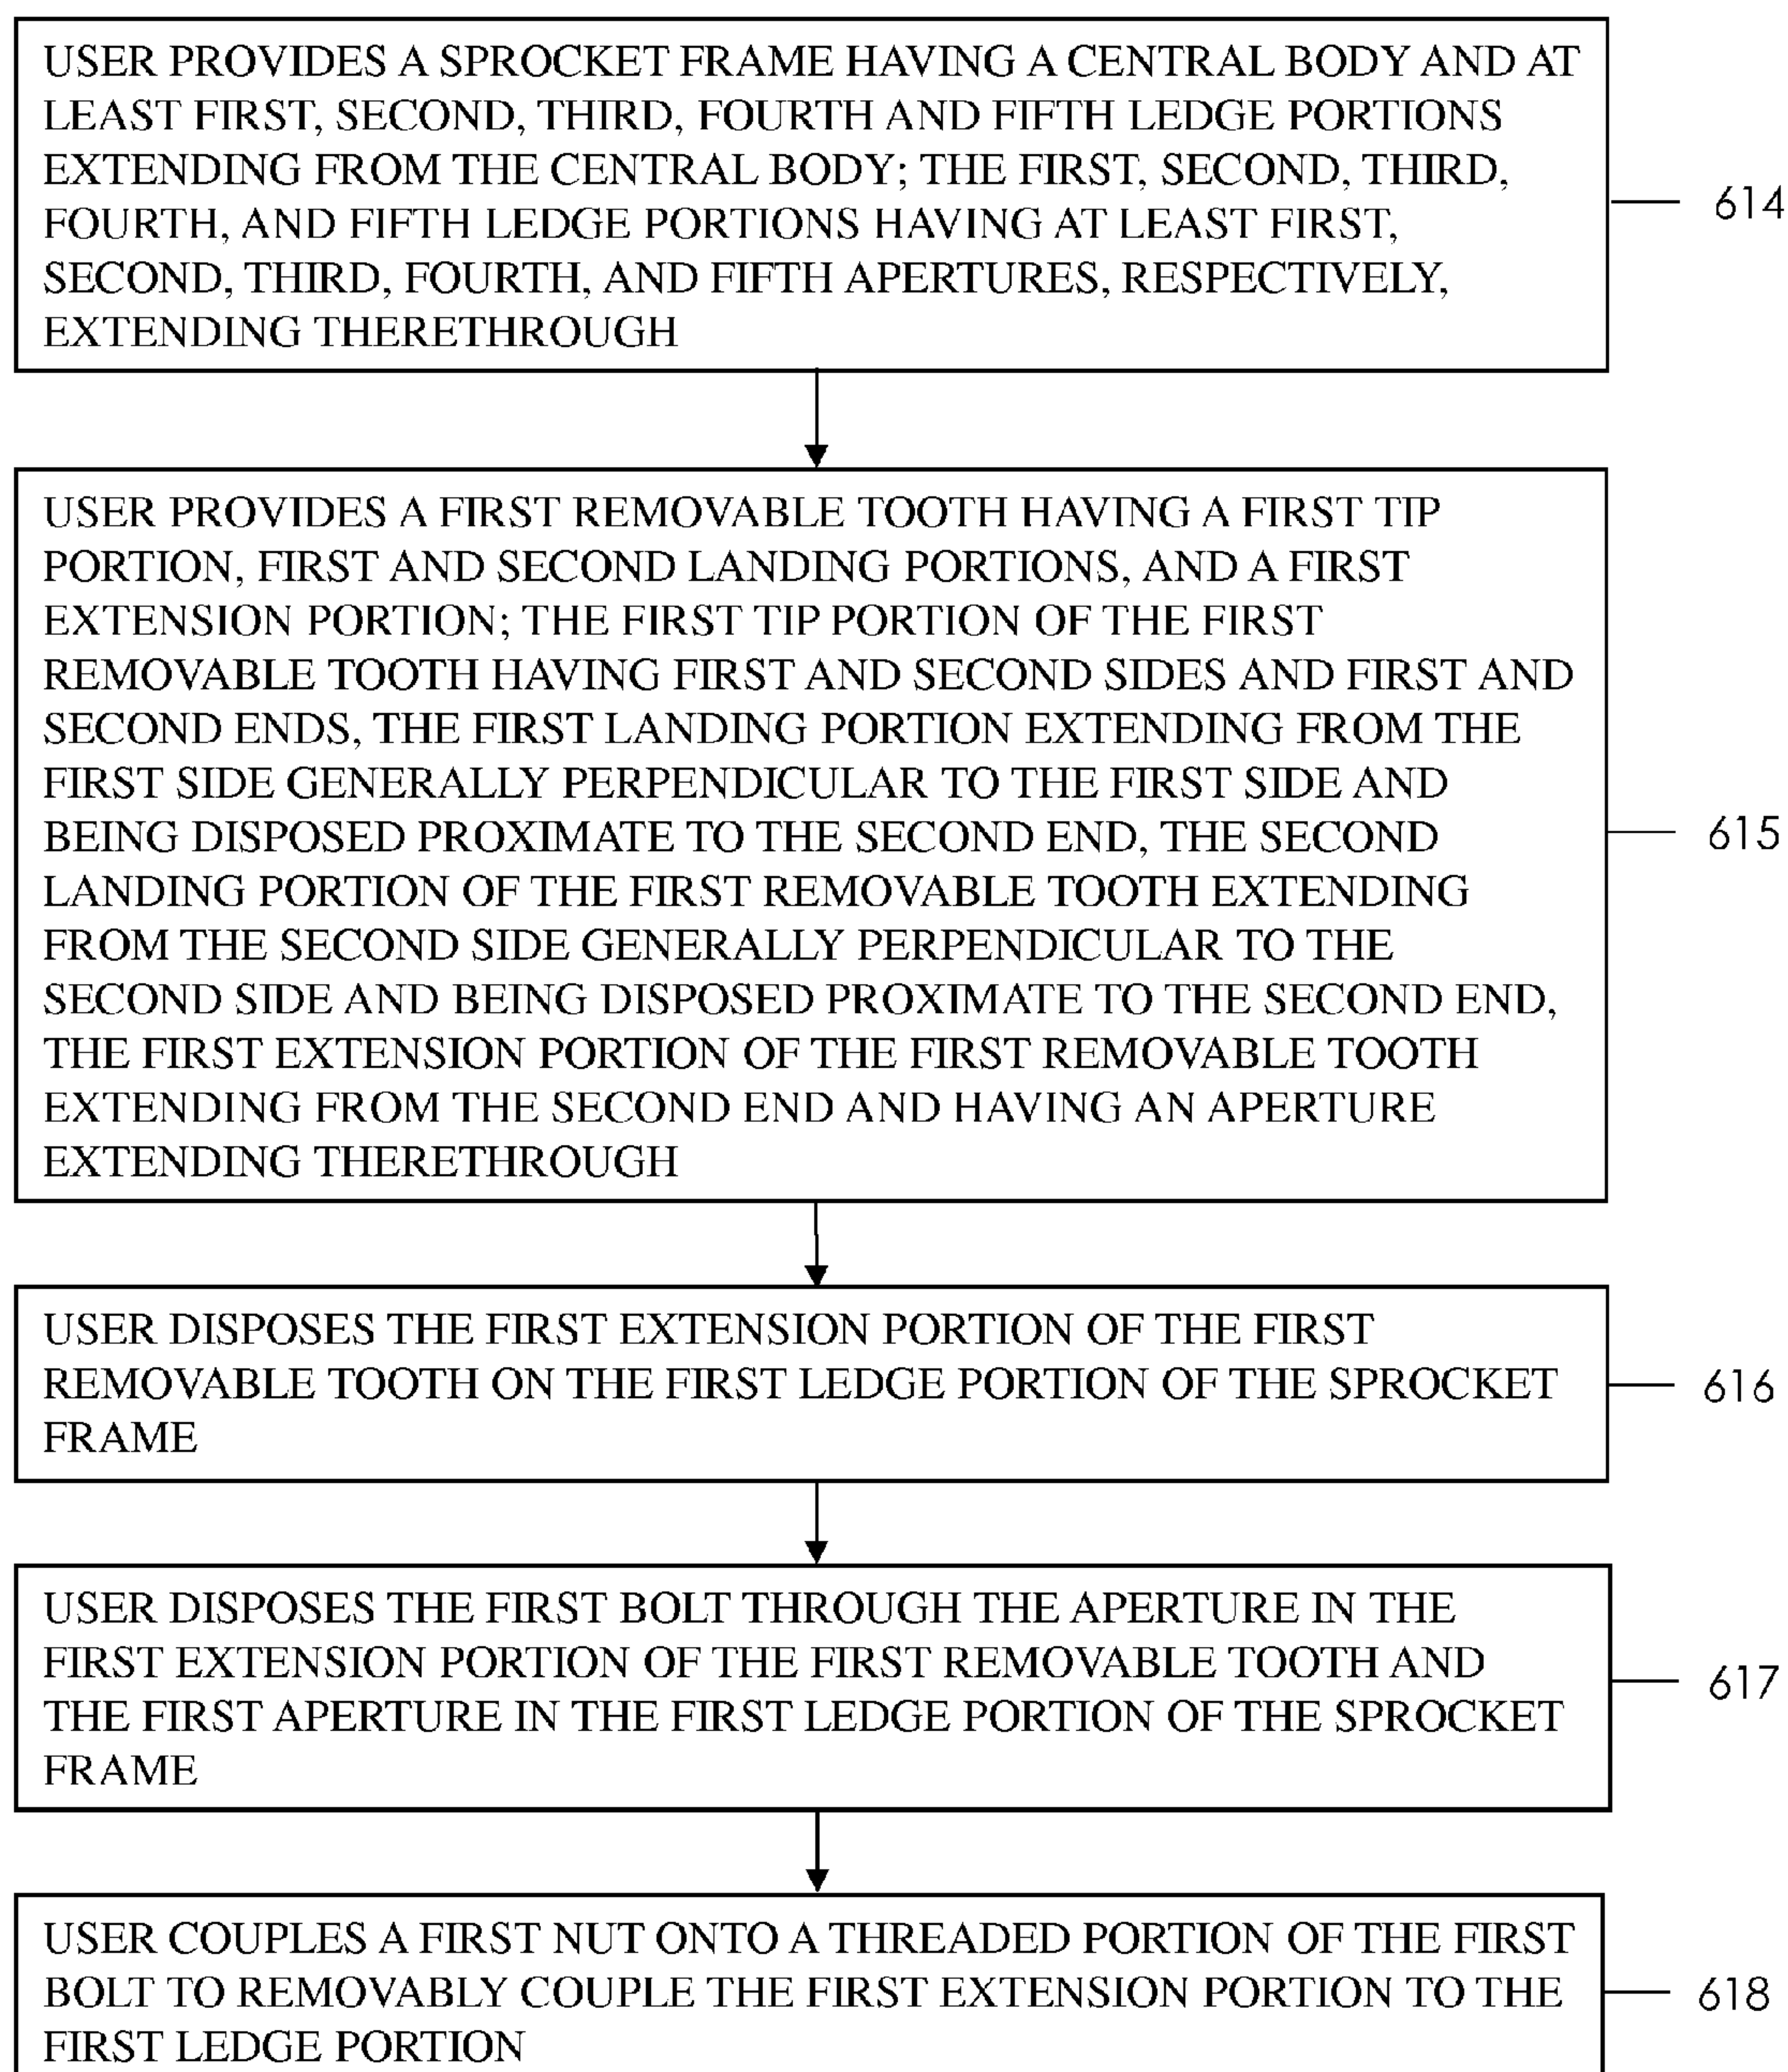 USER PROVIDES A SPROCKET FRAME HAVING A CENTRAL BODY AND AT
LEAST FIRST, SECOND, THIRD, FOURTH AND FIFTH LEDGE PORTIONS
EXTENDING FROM THE CENTRAL BODY; THE FIRST, SECOND, THIRD,
FOURTH, AND FIFTH LEDGE PORTIONS HAVING AT LEAST FIRST,
SECOND, THIRD, FOURTH, AND FIFTH APERTURES, RESPECTIVELY,
EXTENDING THERETHROUGH
614
USER PROVIDES A FIRST REMOVABLE TOOTH HAVING A FIRST TIP
PORTION, FIRST AND SECOND LANDING PORTIONS, AND A FIRST
EXTENSION PORTION; THE FIRST TIP PORTION OF THE FIRST
REMOVABLE TOOTH HAVING FIRST AND SECOND SIDES AND FIRST AND
SECOND ENDS, THE FIRST LANDING PORTION EXTENDING FROM THE
FIRST SIDE GENERALLY PERPENDICULAR TO THE FIRST SIDE AND
BEING DISPOSED PROXIMATE TO THE SECOND END, THE SECOND
LANDING PORTION OF THE FIRST REMOVABLE TOOTH EXTENDING
FROM THE SECOND SIDE GENERALLY PERPENDICULAR TO THE
SECOND SIDE AND BEING DISPOSED PROXIMATE TO THE SECOND END,
THE FIRST EXTENSION PORTION OF THE FIRST REMOVABLE TOOTH
EXTENDING FROM THE SECOND END AND HAVING AN APERTURE
EXTENDING THERETHROUGH
615
USER DISPOSES THE FIRST EXTENSION PORTION OF THE FIRST
REMOVABLE TOOTH ON THE FIRST LEDGE PORTION OF THE SPROCKET
FRAME
616
USER DISPOSES THE FIRST BOLT THROUGH THE APERTURE IN THE
FIRST EXTENSION PORTION OF THE FIRST REMOVABLE TOOTH AND
THE FIRST APERTURE IN THE FIRST LEDGE PORTION OF THE SPROCKET
FRAME
617
USER COUPLES A FIRST NUT ONTO A THREADED PORTION OF THE FIRST
BOLT TO REMOVABLY COUPLE THE FIRST EXTENSION PORTION TO THE
FIRST LEDGE PORTION
618